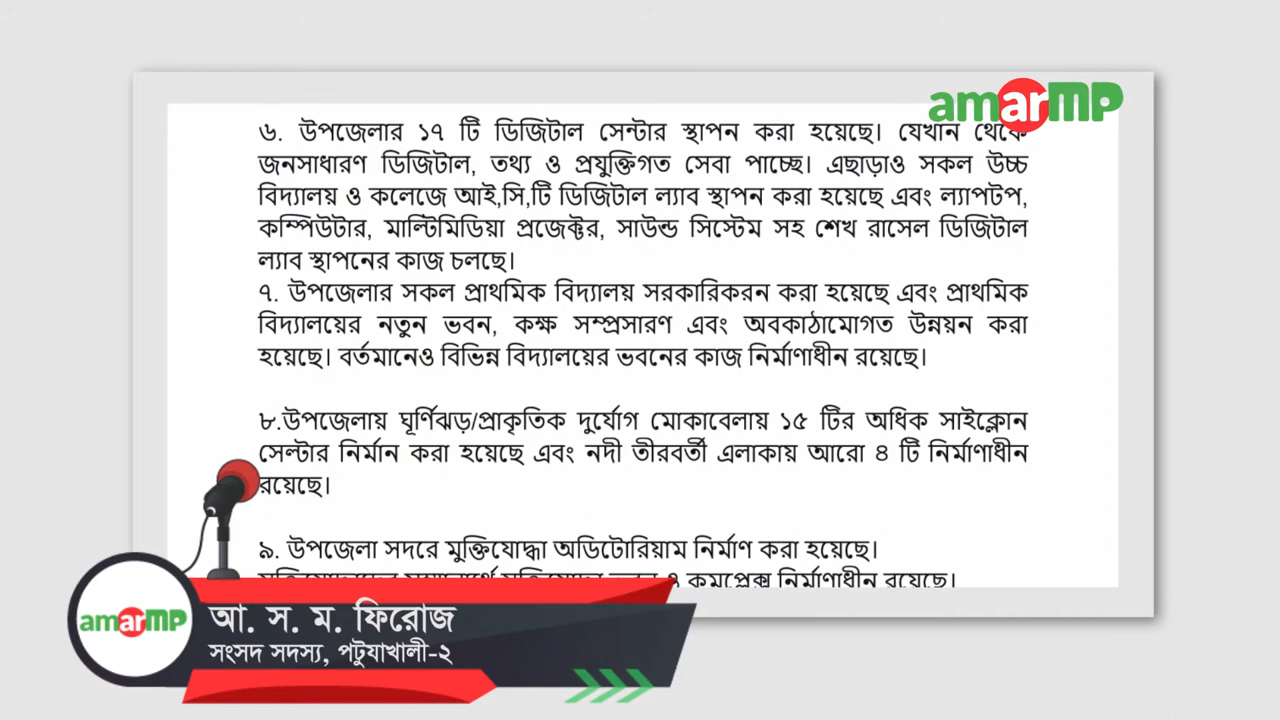 amarMP
৬. উপজেলার ১৭ টি ডিজিটাল সেন্টার স্থাপন করা হয়েছে। যেখান থেকে
জনসাধারণ ডিজিটাল, তথ্য ও প্রযুক্তিগত সেবা পাচ্ছে। এছাড়াও সকল উচ্চ
বিদ্যালয় ও কলেজে আই,সি,টি ডিজিটাল ল্যাব স্থাপন করা হয়েছে এবং ল্যাপটপ,
কম্পিউটার, মাল্টিমিডিয়া প্রজেক্টর, সাউন্ড সিস্টেম সহ শেখ রাসেল ডিজিটাল
ল্যাব স্থাপনের কাজ চলছে।
৭. উপজেলার সকল প্রাথমিক বিদ্যালয় সরকারিকরন করা হয়েছে এবং প্রাথমিক
বিদ্যালয়ের নতুন ভবন, কক্ষ সম্প্রসারণ এবং অবকাঠামোগত উন্নয়ন করা
হয়েছে। বর্তমানেও বিভিন্ন বিদ্যালয়ের ভবনের কাজ নির্মাণাধীন রয়েছে।
৮.উপজেলায় ঘূর্ণিঝড়/প্রাকৃতিক দুর্যোগ মোকাবেলায় ১৫ টির অধিক সাইক্লোন
সেল্টার নির্মান করা হয়েছে এবং নদী তীরবর্তী এলাকায় আরো ৪ টি নির্মাণাধীন
রয়েছে।
৯. উপজেলা সদরে মুক্তিযোদ্ধা অডিটোরিয়াম নির্মাণ করা হয়েছে।
কমপ্লেক্স নির্মাণাধীন রয়েছে।
amarMP
আ. স. ম. ফিরোজ
সংসদ সদস্য, পটুযাখালী-২